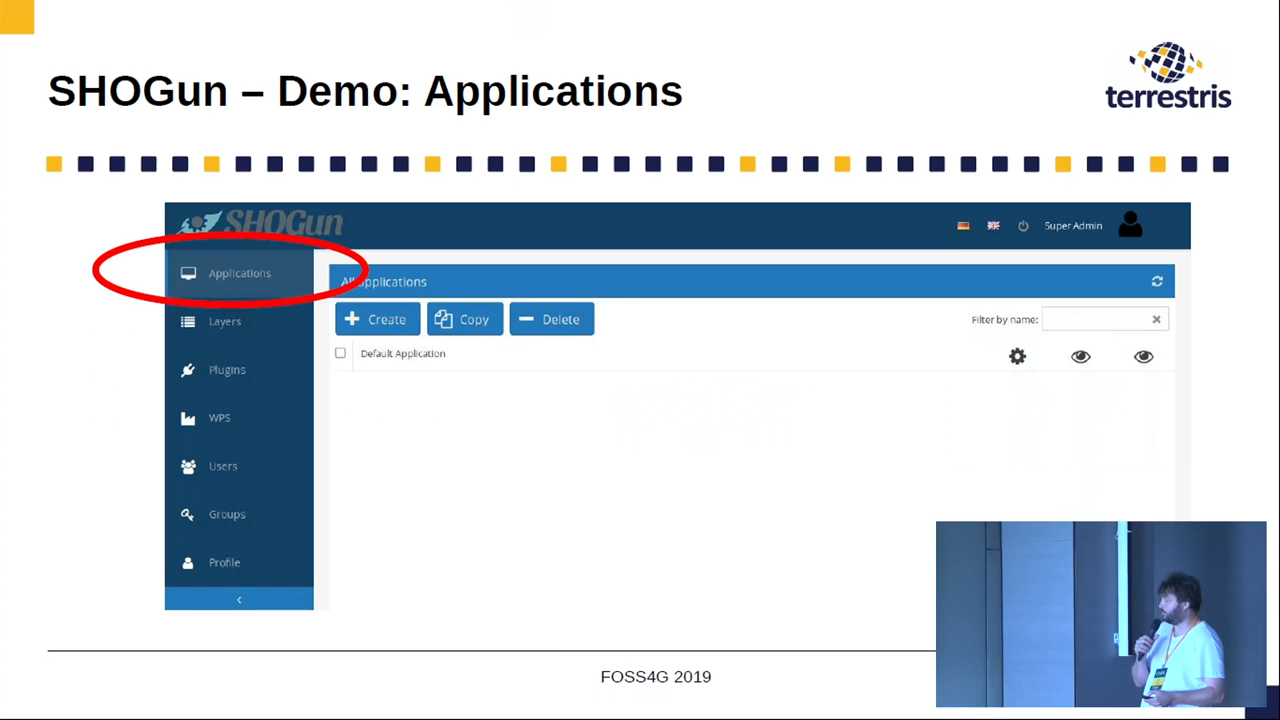 SHOGun – Demo: Applications
terrestris
SHOGun
Super Admin
Applications
All applications
Layers
Create
Copy
Delete
Filter by name:
Default Application
Plugins
WPS
Users
Groups
Profile
FOSS4G 2019